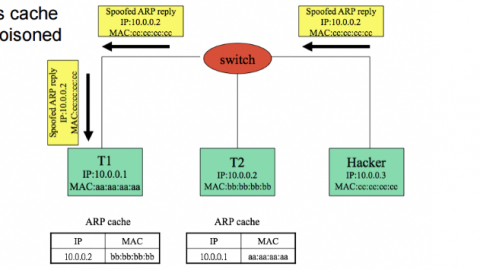 s cache
oisoned
Spoofed ARP reply
IP:10.0.0.2
MAC:cc:cc:cc:cc
Spoofed ARP reply
IP:10.0.0.2
MAC:cc:cc:cc:cc
switch
Spoofed ARP reply
IP:10.0.0.2
MAC:cc:cc:cc:cc
T1
IP:10.0.0.1
MAC:aa:aa:aa:aa
T2
IP:10.0.0.2
MAC:bb:bb:bb:bb
Hacker
IP:10.0.0.3
MAC:cc:cc:cc:cc
ARP cache
IP MAC
10.0.0.2 bb:bb:bb:bb
ARP cache
IP MAC
10.0.0.1 aa:aa:aa:aa